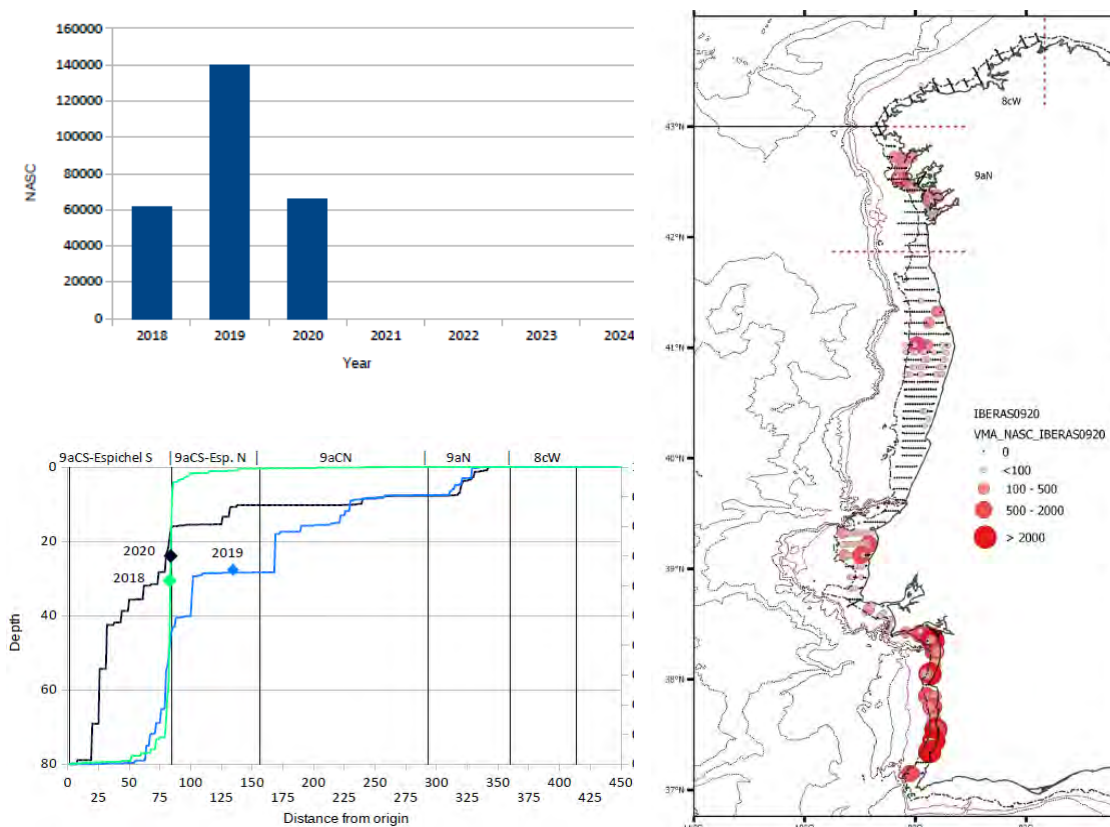 160000
140000
120000
100000
80000
60000
40000
20000
0
NASC
2018 2019 2020 2021 2022 2023 2024
Year
9aCS-Espichel S 9aCS-Esp. N 9aCN 9aN 8cW
0
20
40
60
80
Depth
2020
2019
2018
0 50 100 150 200 250 300 350 400 450
25 75 125 175 225 275 325 375 425
Distance from origin
8cW
43°N
9aN
42°N
41°N
IBERAS0920
VMA_NASC_IBERAS0920
0
<100
100 - 500
500 - 2000
> 2000
40°N
39°N
38°N
37°N